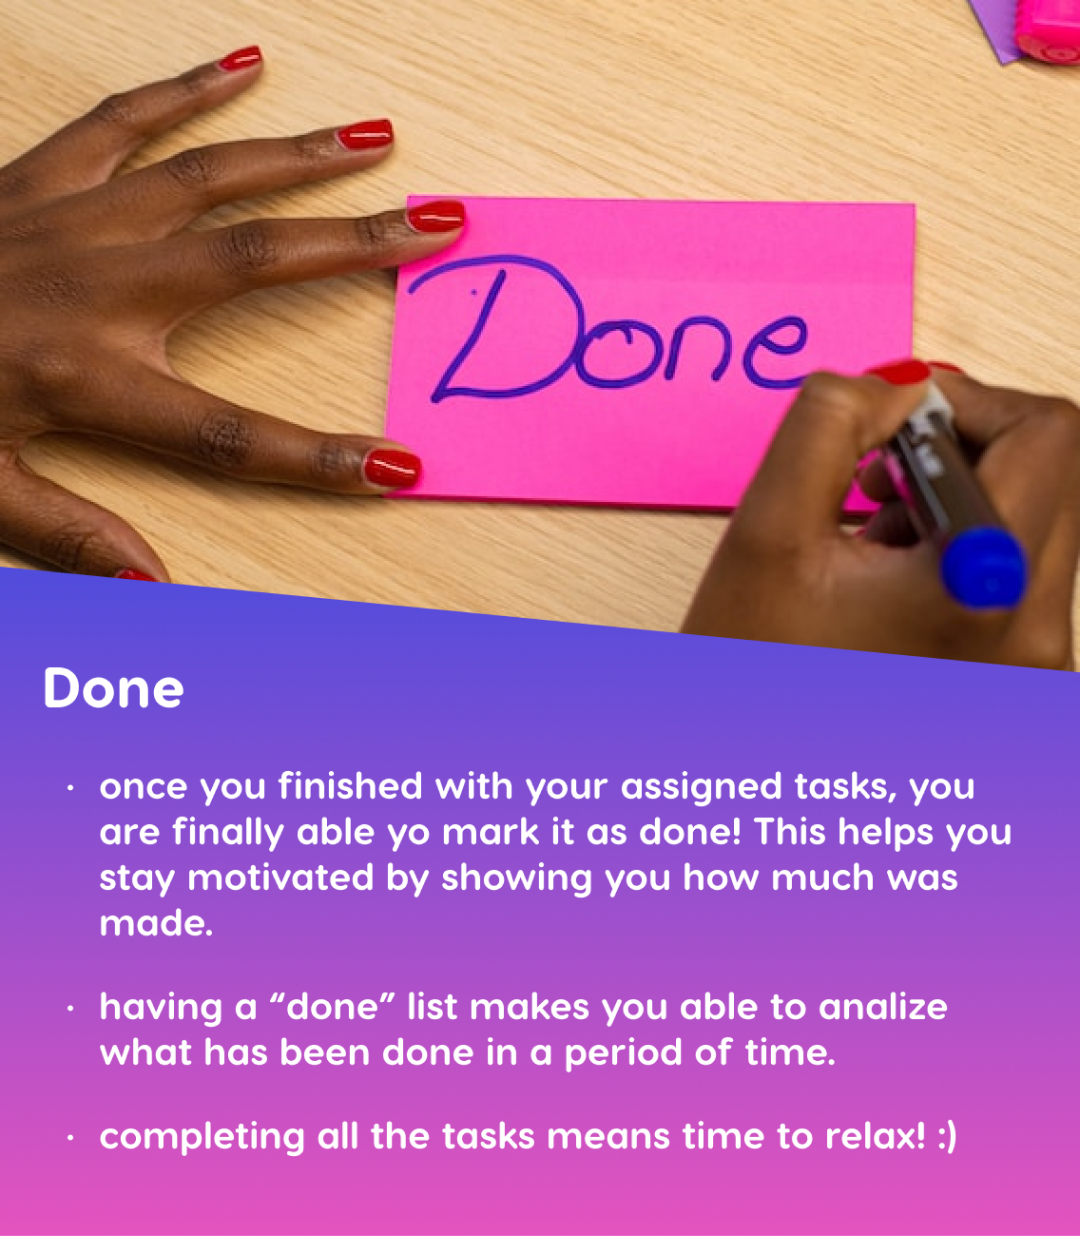 Done
Done
· once you finished with your assigned tasks, you
are finally able yo mark it as done! This helps you
stay motivated by showing you how much was
made.
· having a “done” list makes you able to analize
what has been done in a period of time.
· completing all the tasks means time to relax! :)